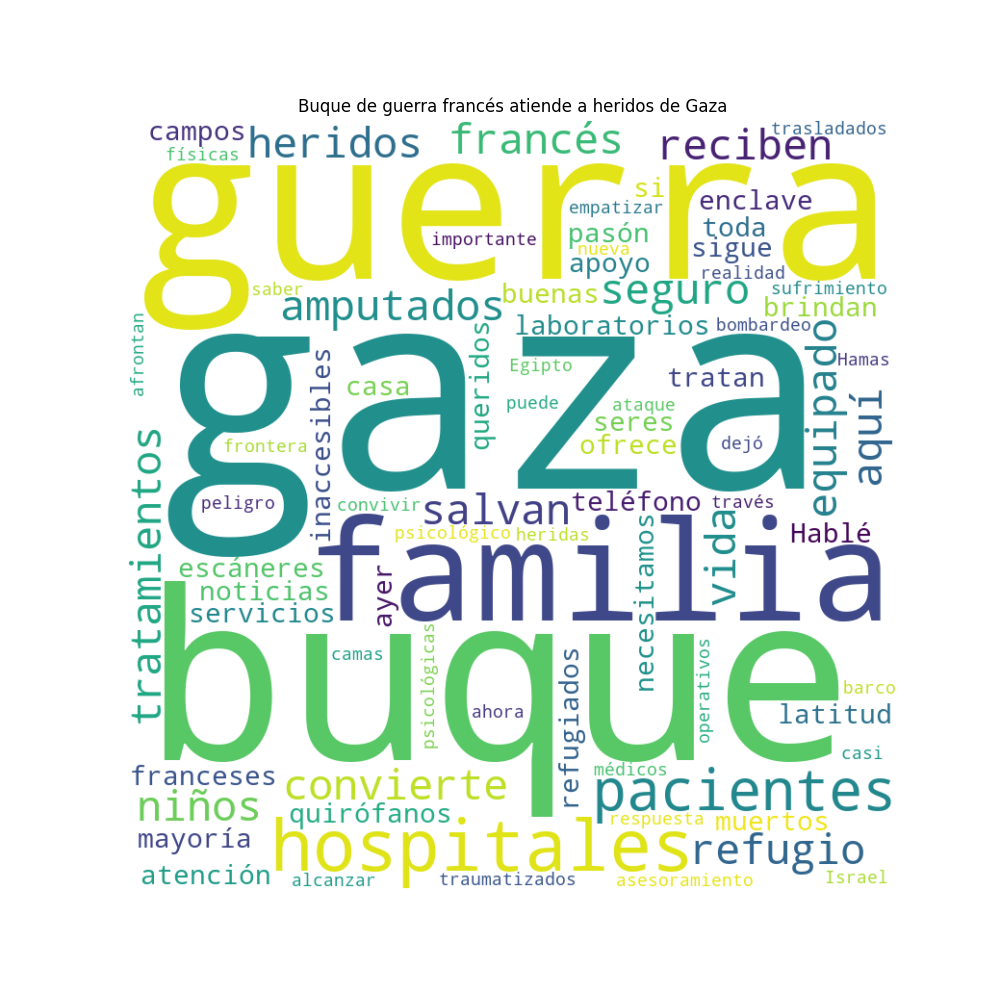 Buque de guerra francés atiende a heridos de Gaza
campos
heridos
francés
reciben
trasladados
físicas
guerra
si
empatizar
enclave
importante
pasón
nueva
toda
sigue
apoyo
realidad
saber
amputados
buenas
seguro
sufrimiento
brindan
afrontan
gaza
laboratorios
bombardeo
equipado
Hamas
inaccesibles
casa
queridos
Egipto
tratan
puede
ataque
seres
aquí
frontera
ofrece
dejó
tratamientos
peligro
convivir
salvan
teléfono
través
psicológico
heridas
vida
Hablé
familia
escáneres
noticias
servicios
ayer
necesitamos
buque
camas
psicológicas
ahora
refugiados
operativos
barco
latitud
casi
franceses
convierte
médicos
pacientes
niños
quirófanos
respuesta
muertos
mayoría
hospitales
refugio
atención
alcanzar
traumatizados
asesoramiento
Israel